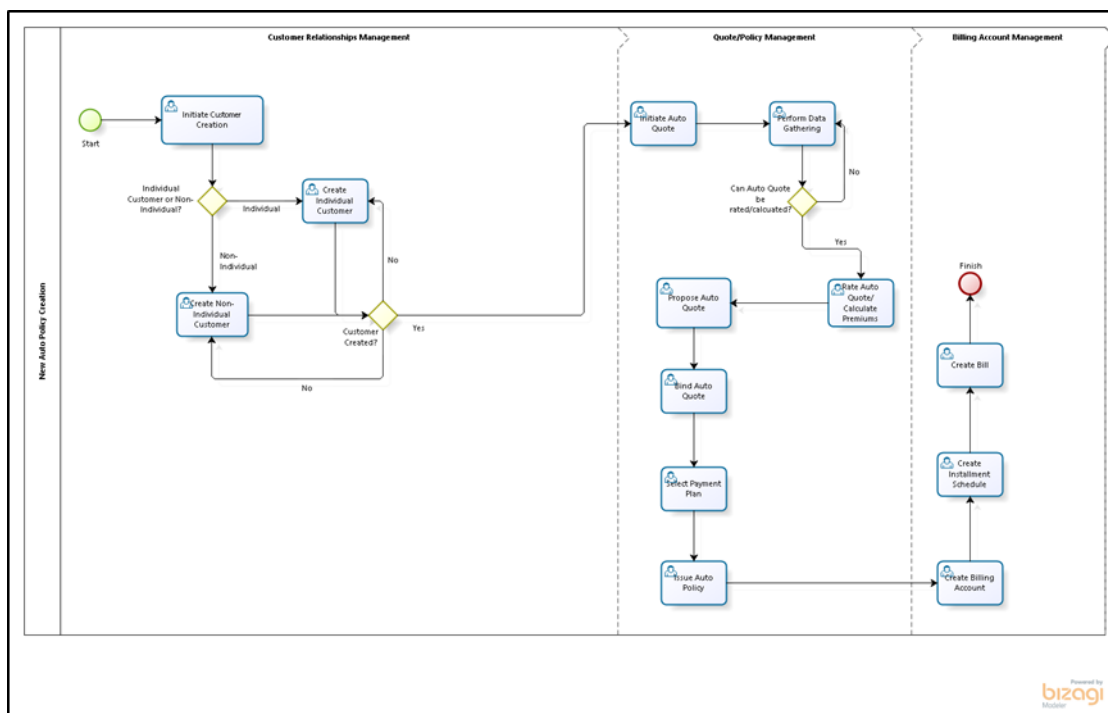 Customer Relationships Management
Quote/Policy Management
Billing Account Management
New Auto Policy Creation
Start
Initiate Customer
Creation
Individual
Customer or Non-
Individual?
Individual
Create
Individual
Customer
Non-
Individual
Create Non-
Individual
Customer
No
Customer
Created?
Yes
No
Initiate Auto
Quote
Perform Data
Gathering
No
Can Auto Quote
be
rated/calcuated?
Yes
Rate Auto
Quote/
Calculate
Premiums
Propose Auto
Quote
Bind Auto
Quote
Select Payment
Plan
Issue Auto
Policy
Finish
Create Bill
Create
Installment
Schedule
Create Billing
Account
Powered by
bizagi
Modeler